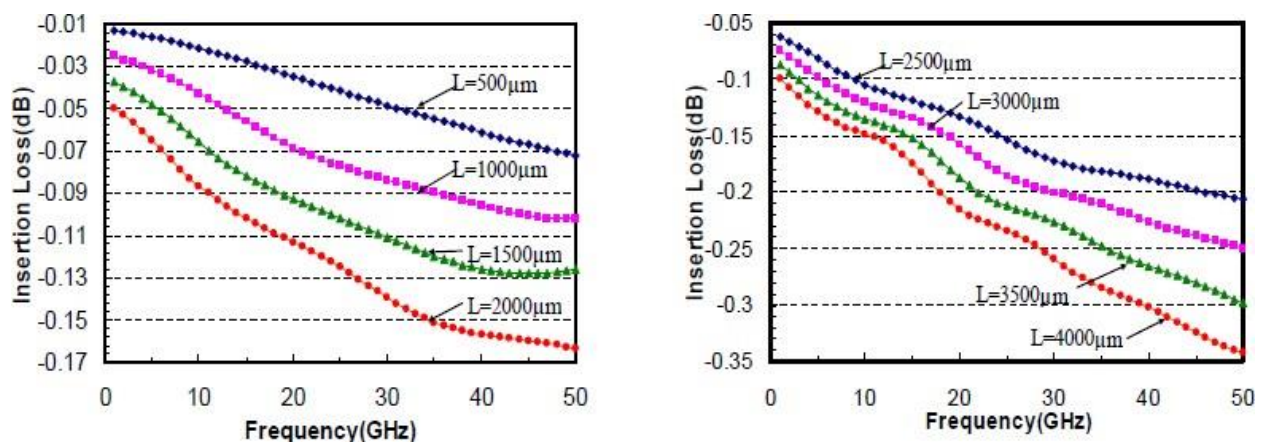 Insertion Loss(dB)
-0.01
-0.03
-0.05
-0.07
-0.09
-0.11
-0.13
-0.15
-0.17
L=500µm
L=1000µm
L=1500µm
L=2000µm
0 10 20 30 40 50
Frequency(GHz)
Insertion Loss(dB)
-0.05
-0.1
-0.15
-0.2
-0.25
-0.3
-0.35
L=2500µm
L=3000µm
L=3500µm
L=4000µm
0 10 20 30 40 50
Frequency(GHz)